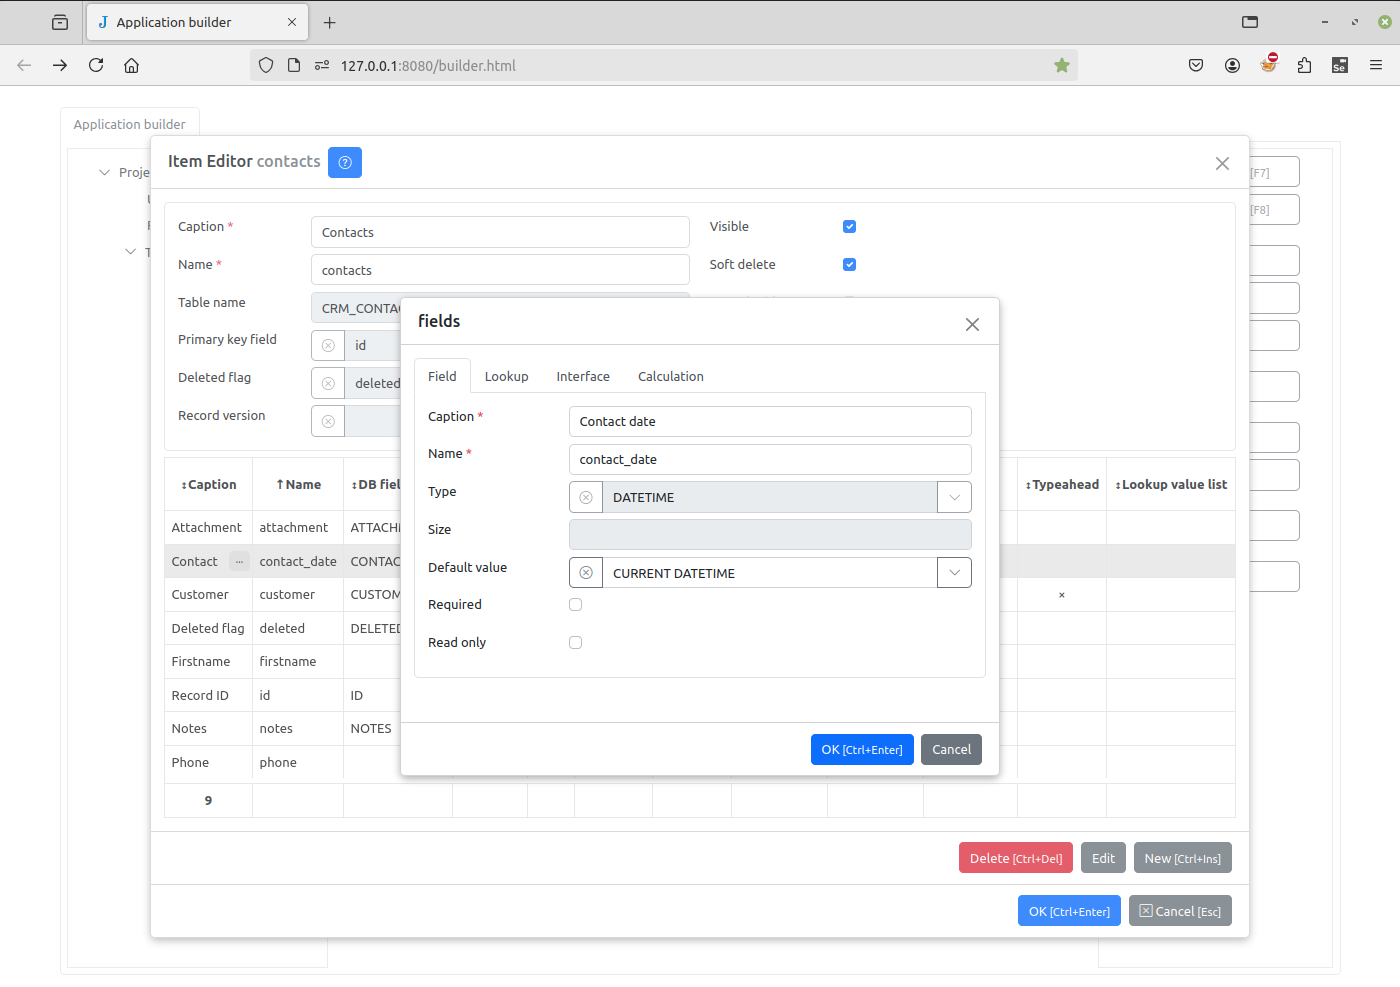 Application builder
127.0.0.1:8080/builder.html
Application builder
Item Editor contacts
Proje
[F7]
[F8]
Caption *
Contacts
Visible
Name *
contacts
Soft delete
Table name
CRM_CONTAC
Primary key field
id
Deleted flag
deleted
Record version
fields
Field Lookup Interface Calculation
Caption *
Contact date
Name *
contact_date
Type
DATETIME
Size
Default value
CURRENT DATETIME
Required
Read only
OK [Ctrl+Enter] Cancel
↕Caption ↑Name ↕DB fiel ↕Typeahead ↕Lookup value list
Attachment attachment ATTACHM
Contact ... contact_date CONTAC
Customer customer CUSTOM ×
Deleted flag deleted DELETED
Firstname firstname
Record ID id ID
Notes notes NOTES
Phone phone
9
Delete [Ctrl+Del] Edit New [Ctrl+Ins]
OK [Ctrl+Enter] Cancel [Esc]